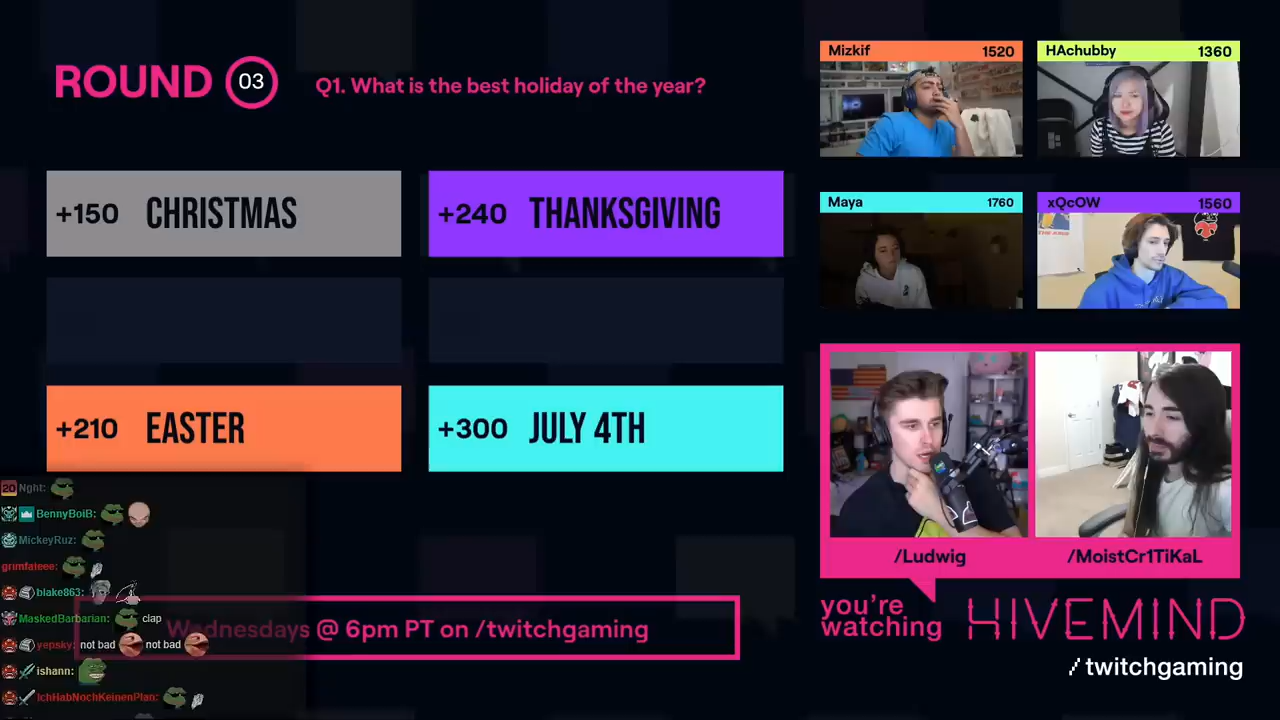 ROUND 03
Q1. What is the best holiday of the year?
+150 CHRISTMAS
+240 THANKSGIVING
+210 EASTER
+300 JULY 4TH
20 Nght:
BennyBoiB:
MickeyRuz:
grimfateee:
blake863:
MaskedBarbarian: clap
yepsky: not bad not bad
ishann:
IchHabNochKeinenPlan:
Wednesdays @ 6pm PT on /twitchgaming
Mizkif 1520
HAchubby 1360
Maya 1760
xQcOW 1560
/Ludwig
/MoistCr1TiKaL
you're
watching
HIVEMIND
/twitchgaming